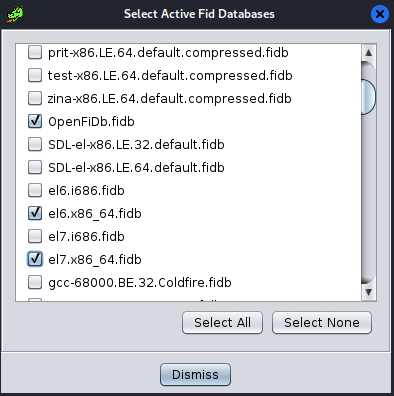 Select Active Fid Databases
prit-x86.LE.64.default.compressed.fidb
test-x86.LE.64.default.compressed.fidb
zina-x86.LE.64.default.compressed.fidb
OpenFiDb.fidb
SDL-el-x86.LE.32.default.fidb
SDL-el-x86.LE.64.default.fidb
el6.i686.fidb
el6.x86_64.fidb
el7.i686.fidb
el7.x86_64.fidb
gcc-68000.BE.32.Coldfire.fidb
Select All
Select None
Dismiss